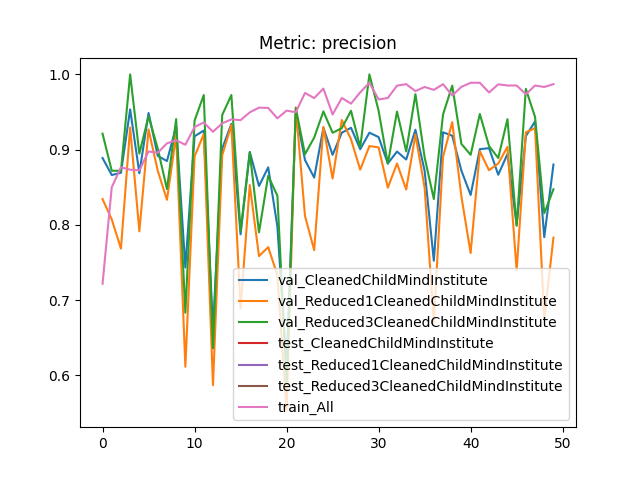 Metric: precision
1.0
0.9
0.8
0.7
0.6
val_CleanedChildMindInstitute
val_Reduced1CleanedChildMindInstitute
val_Reduced3CleanedChildMindInstitute
test_CleanedChildMindInstitute
test_Reduced1CleanedChildMindInstitute
test_Reduced3CleanedChildMindInstitute
train_All
0 10 20 30 40 50